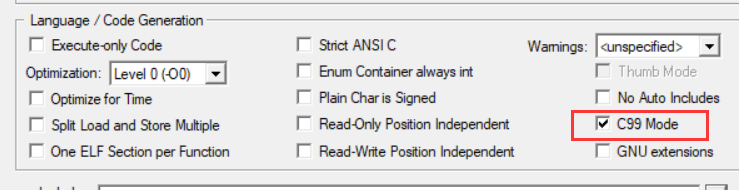 Language / Code Generation
Execute-only Code
Strict ANSI C
Warnings: <unspecified>
Optimization: Level 0 (-O0)
Enum Container always int
Thumb Mode
Optimize for Time
Plain Char is Signed
No Auto Includes
Split Load and Store Multiple
Read-Only Position Independent
C99 Mode
One ELF Section per Function
Read-Write Position Independent
GNU extensions